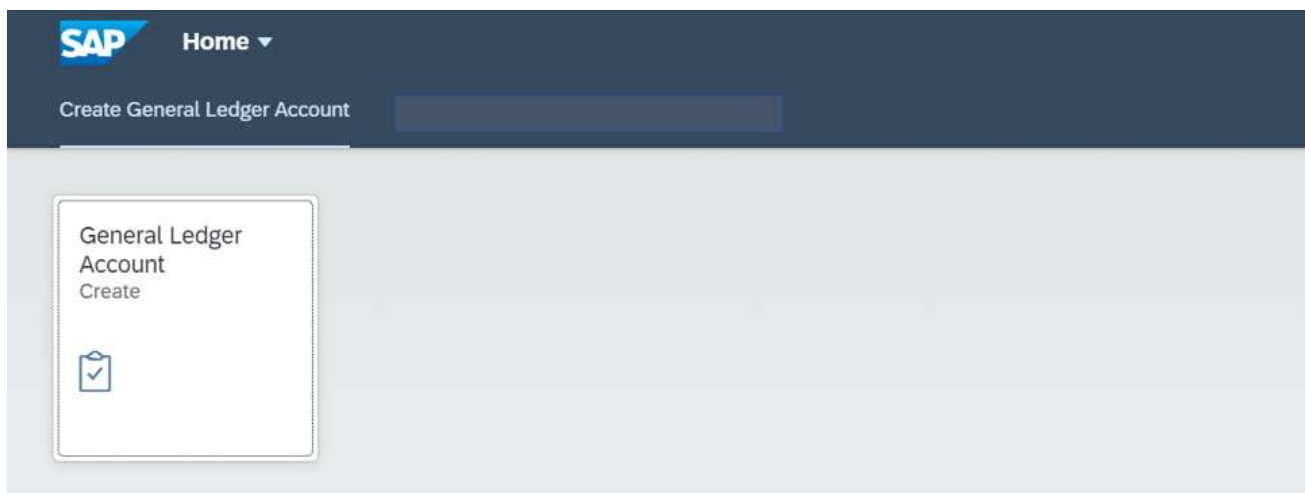 SAP Home
Create General Ledger Account
General Ledger
Account
Create